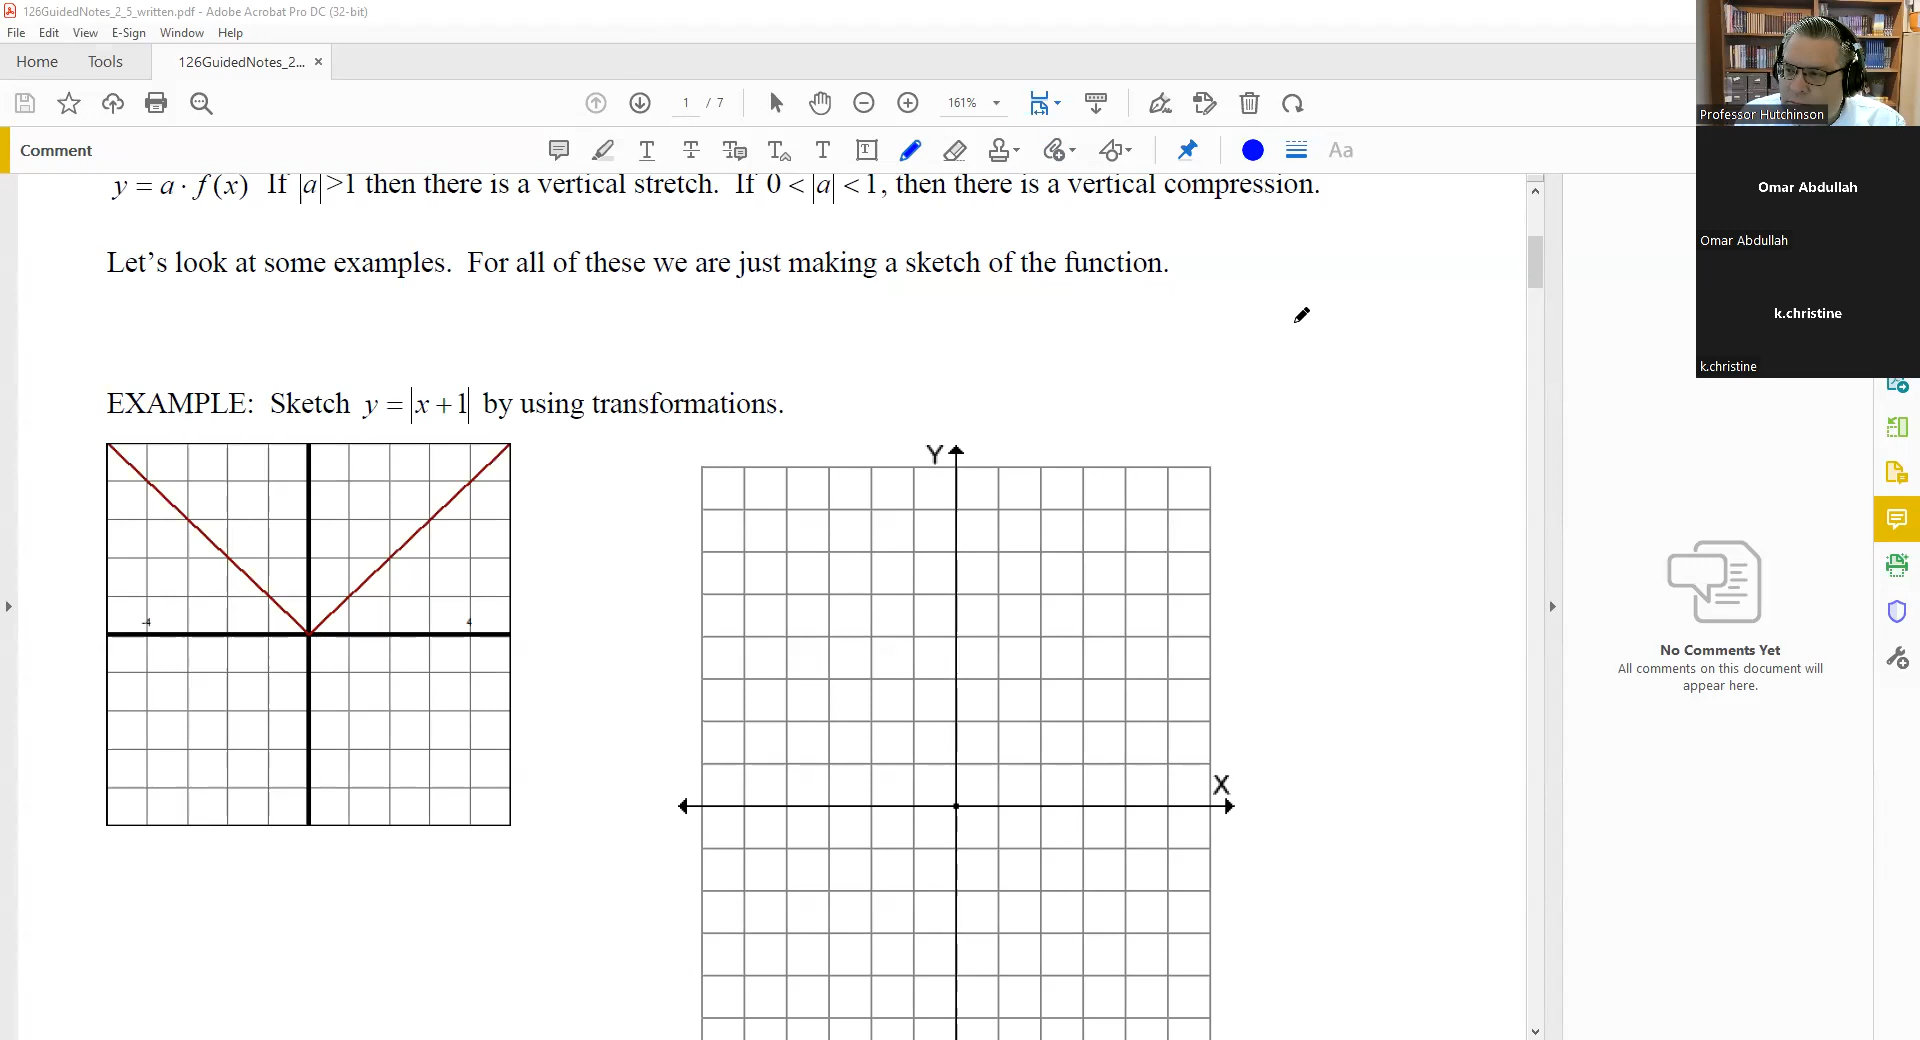 126GuidedNotes_2_5_written.pdf - Adobe Acrobat Pro DC (32-bit)
File Edit View E-Sign Window Help
Home Tools 126GuidedNotes_2... ×
1 / 7 161%
Comment
Aa
y = a · f(x) If |a| >1 then there is a vertical stretch. If 0 < |a| < 1, then there is a vertical compression.
Let's look at some examples. For all of these we are just making a sketch of the function.
EXAMPLE: Sketch y = |x + 1| by using transformations.
-4 4
Y
X
No Comments Yet
All comments on this document will
appear here.
Professor Hutchinson
Omar Abdullah
Omar Abdullah
k.christine
k.christine